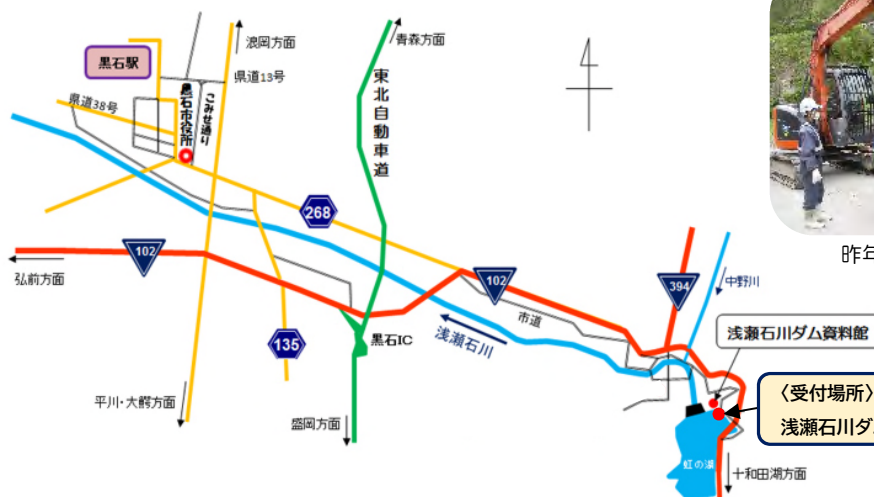 浪岡方面
青森方面
黒石駅
県道13号
県道38号
黒石市役所
こみせ通り
東北自動車道
268
昨年
102
弘前方面
102
394
中野川
市道
浅瀬石川
浅瀬石川ダム資料館
135
黒石IC
〈受付場所〉
浅瀬石川ダ
平川・大鰐方面
盛岡方面
虹の湖
十和田湖方面